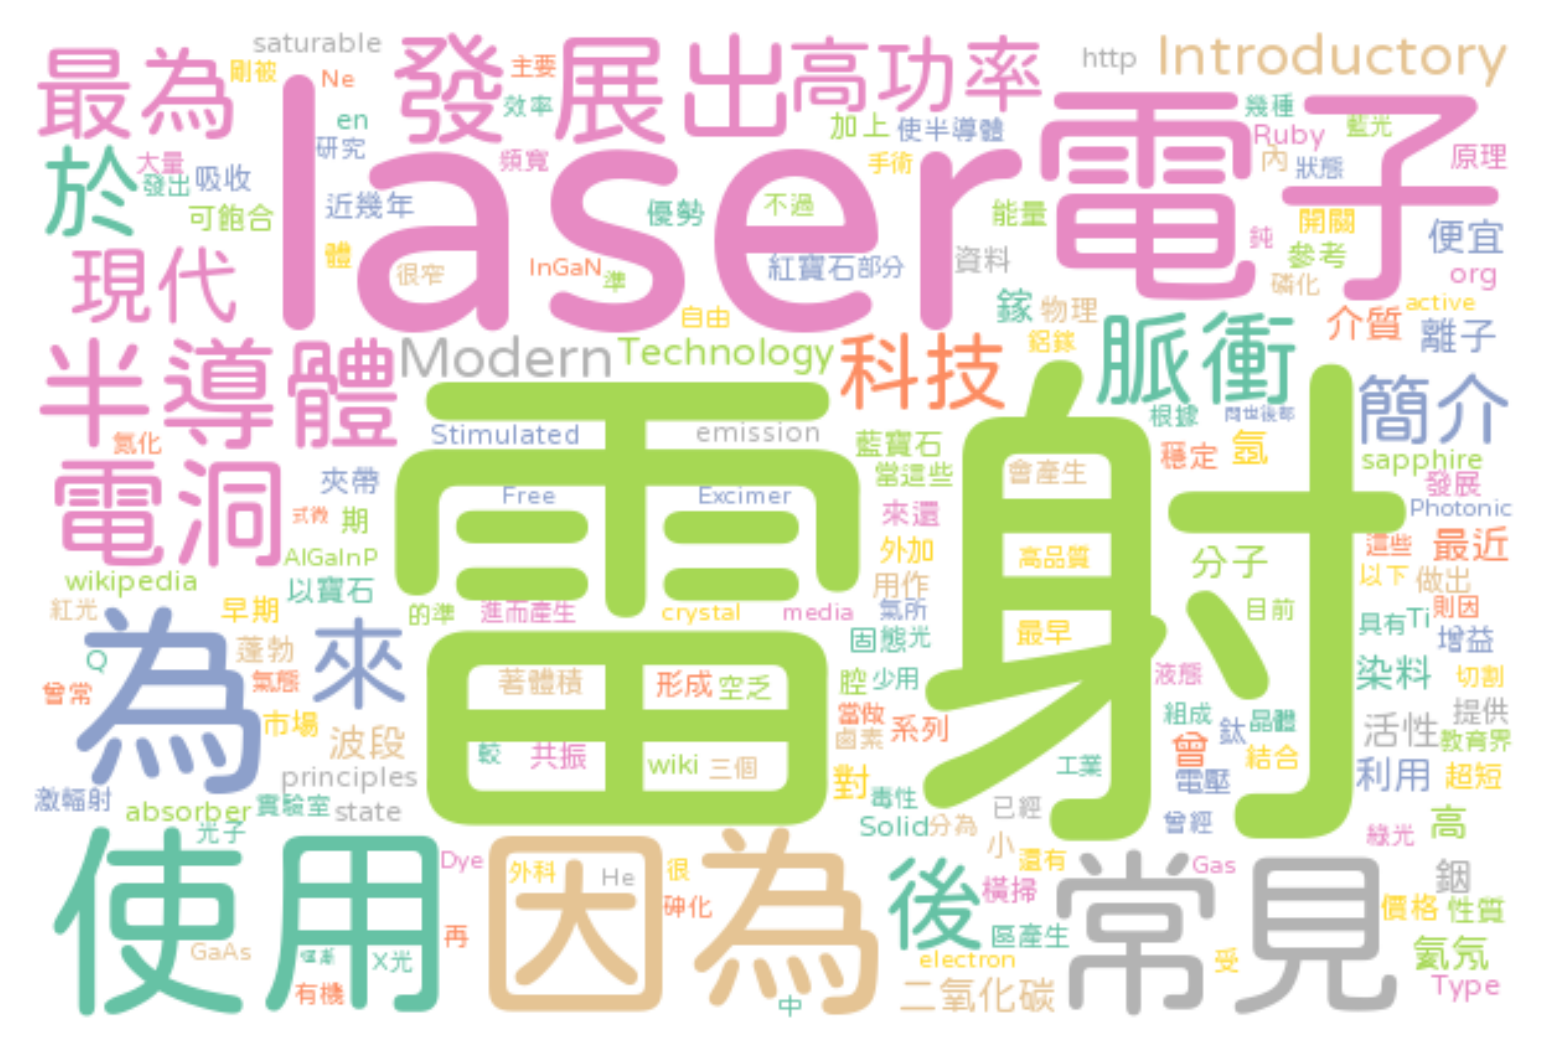 saturable
最為
剛被
Ne
發展出
主要
效率
高功率
http
Introductory
en
研究
加上
使半導體
幾種
Ruby
藍光
電子
laser
於
大量
發出
吸收
頻寬
手術
內
狀態
原理
可飽合
近幾年
優勢
不過
能量
鈍
開關
便宜
現代
體
很窄
InGaN
準
紅寶石
部分
資料
參考
磷化
org
自由
鎵
物理
介質
active
離子
半導體
Modern
Technology
科技
鋁鎵
脈衝
簡介
氮化
Stimulated
emission
藍寶石
根據
問世後都
氬
穩定
sapphire
雷射
電洞
夾帶
Free
Excimer
當這些
會產生
發展
Photonic
式微
期
來還
這些
最近
AlGaInP
外加
高品質
分子
wikipedia
以寶石
用作
以下
做出
紅光
早期
的準
進而產生
crystal
media
氣所
目前
具有
Ti
則因
為
來
Q
蓬勃
固態
光
最早
增益
曾常
氣態
著體積
形成
空乏
腔
少用
液態
染料
切割
市場
波段
當做
系列
組成
鈦
晶體
提供
鹵素
活性
教育界
較
共振
wiki
三個
曾
結合
principles
對
工業
電壓
利用
超短
激輻射
absorber
實驗室
state
毒性
已經
光子
Solid
分為
曾經
綠光
高
使用
因為
Dye
外科
He
很
小
還有
Gas
後
橫掃
常見
銦
砷化
價格
性質
GaAs
X光
再
區產生
electron
受
氦氖
有機
中
二氧化碳
Type